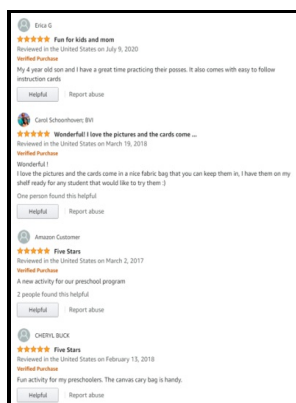 Erica G
Fun for kids and mom
Reviewed in the United States on July 9, 2020
Verified Purchase
My 4 year old son and I have a great time practicing their posses. It also comes with easy to follow
instruction cards
Helpful Report abuse
Carol Schoonhover; BVI
Wonderful! I love the pictures and the cards come ...
Reviewed in the United States on March 19, 2018
Verified Purchase
Wonderful !
I love the pictures and the cards come in a nice fabric bag that you can keep them in, I have them on my
shelf ready for any student that would like to try them :)
One person found this helpful
Helpful Report abuse
Amazon Customer
Five Stars
Reviewed in the United States on March 2, 2017
Verified Purchase
A new activity for our preschool program
2 people found this helpful
Helpful Report abuse
CHERYL BUCK
Five Stars
Reviewed in the United States on February 13, 2018
Verified Purchase
Fun activity for my preschoolers. The canvas cary bag is handy.
Helpful Report abuse